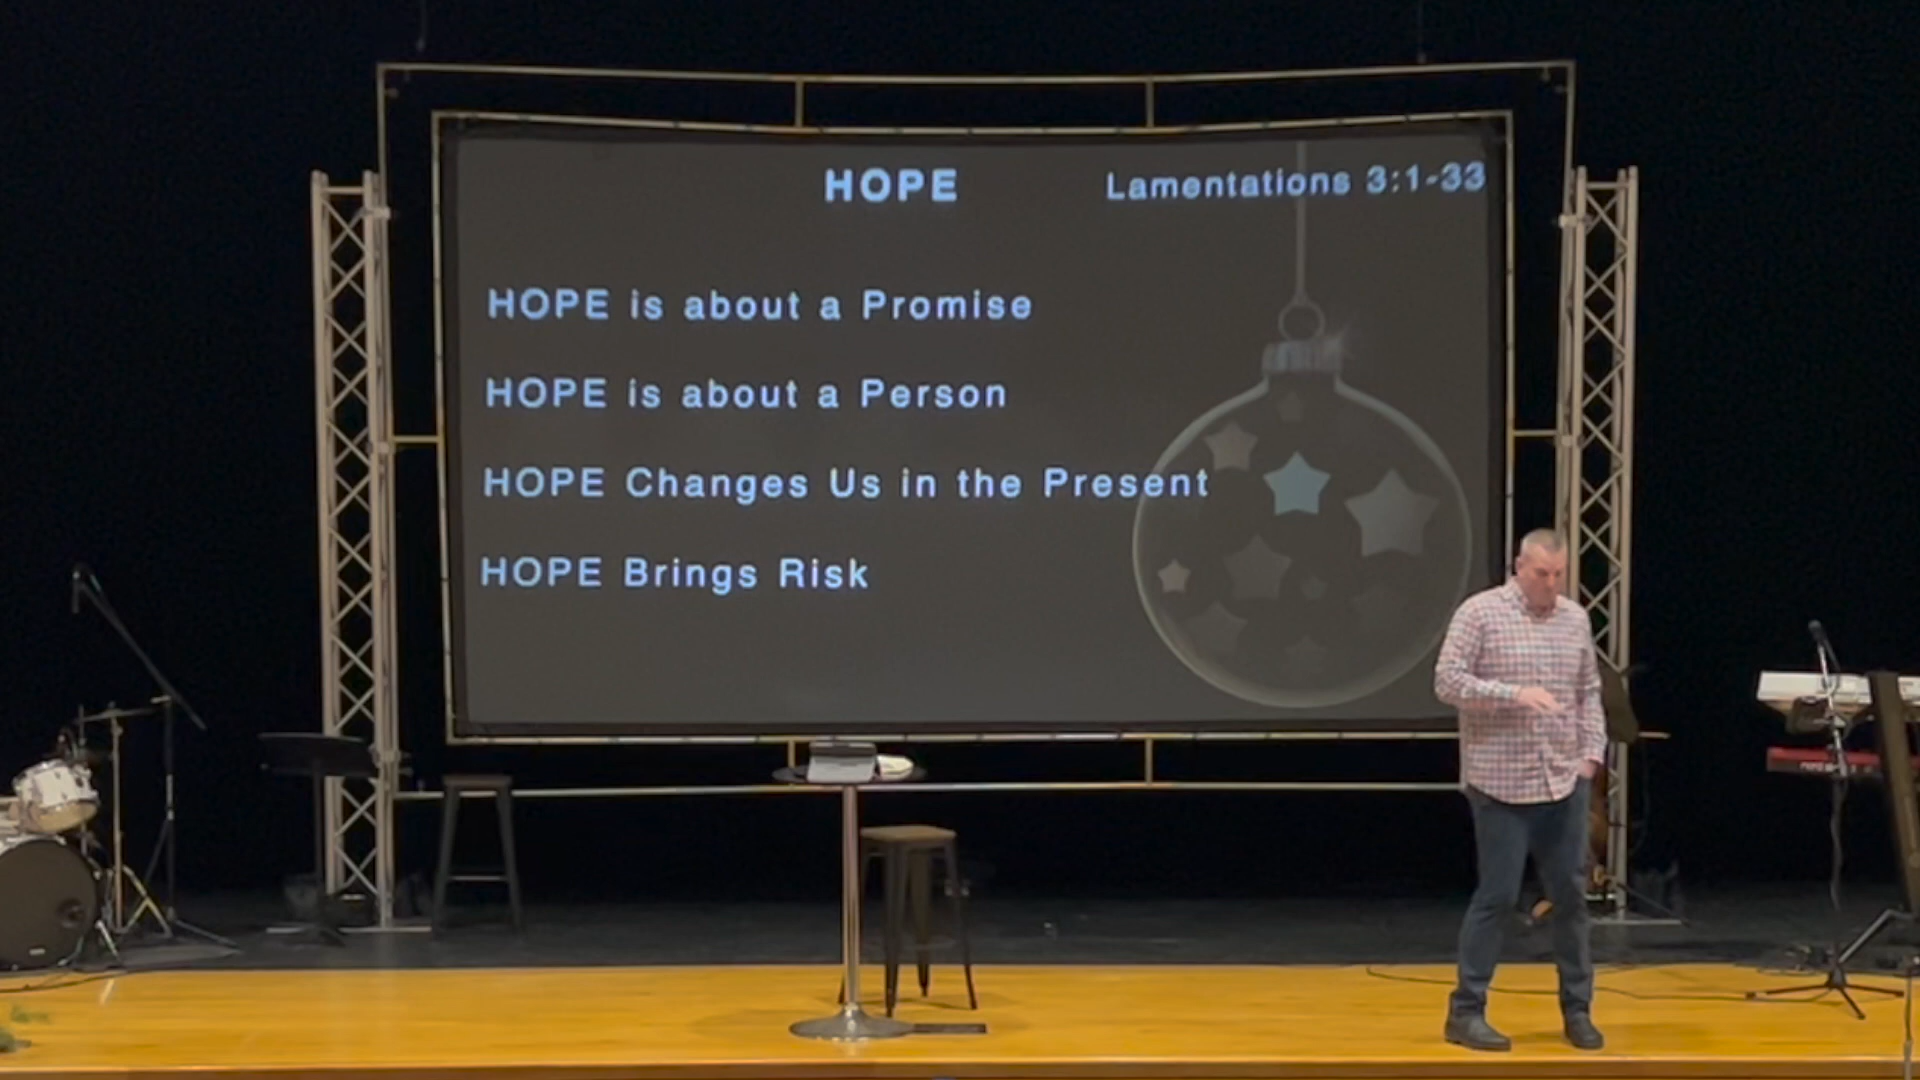 HOPE
Lamentations 3:1-33
HOPE is about a Promise
HOPE is about a Person
HOPE Changes Us in the Present
HOPE Brings Risk